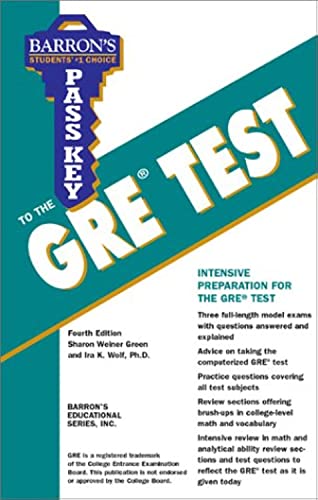 BARRON'S
STUDENTS' #1 CHOICE
PASS KEY
TO THE
GRE® TEST
Fourth Edition
Sharon Weiner Green
and Ira K. Wolf, Ph.D.
BARRON'S
EDUCATIONAL
SERIES, INC.
GRE is a registered trademark
of the College Entrance Examination
Board. This publication is not endorsed
or approved by the College Board.
INTENSIVE
PREPARATION FOR
THE GRE® TEST
Three full-length model exams
with questions answered and
explained
Advice on taking the
computerized GRE® test
Practice questions covering
all test subjects
Review sections offering
brush-ups in college-level
math and vocabulary
Intensive review in math and
analytical ability review sec-
tions and test questions to
reflect the GRE® test as it is
given today